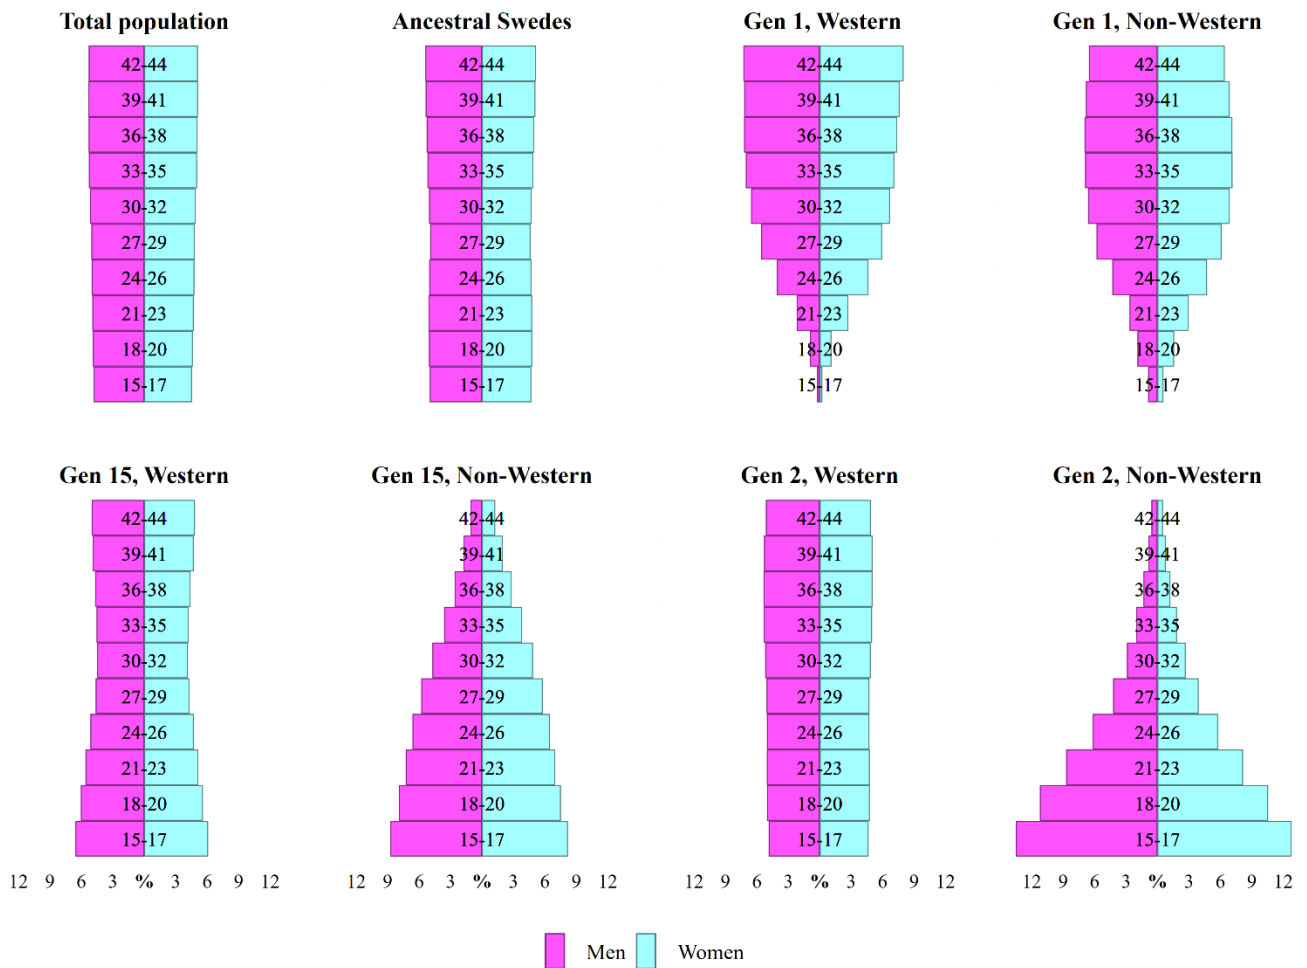 Total population
Ancestral Swedes
Gen 1, Western
Gen 1, Non-Western
42-44 42-44 42-44 42-44
39-41 39-41 39-41 39-41
36-38 36-38 36-38 36-38
33-35 33-35 33-35 33-35
30-32 30-32 30-32 30-32
27-29 27-29 27-29 27-29
24-26 24-26 24-26 24-26
21-23 21-23 21-23 21-23
18-20 18-20 18-20 18-20
15-17 15-17 15-17 15-17
Gen 15, Western
Gen 15, Non-Western
Gen 2, Western
Gen 2, Non-Western
42-44 42-44 42-44 42-44
39-41 39-41 39-41 39-41
36-38 36-38 36-38 36-38
33-35 33-35 33-35 33-35
30-32 30-32 30-32 30-32
27-29 27-29 27-29 27-29
24-26 24-26 24-26 24-26
21-23 21-23 21-23 21-23
18-20 18-20 18-20 18-20
15-17 15-17 15-17 15-17
12 9 6 3 % 3 6 9 12 12 9 6 3 % 3 6 9 12 12 9 6 3 % 3 6 9 12 12 9 6 3 % 3 6 9 12
Men Women